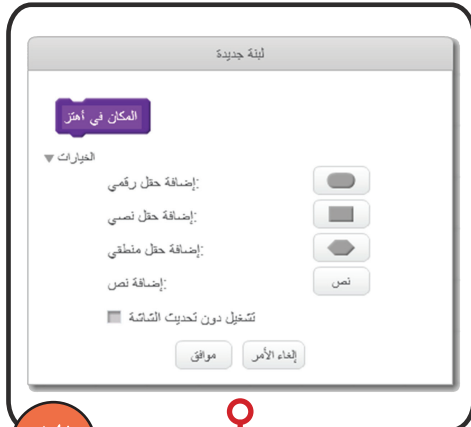 لبنة جديدة
المكان في أهتز
الخيارات
إضافة حقل رقمي:
إضافة حقل نصي:
إضافة حقل منطقي:
إضافة نص:
نص
تشغيل دون تحديث الشاشة
إلغاء الأمر
موافق